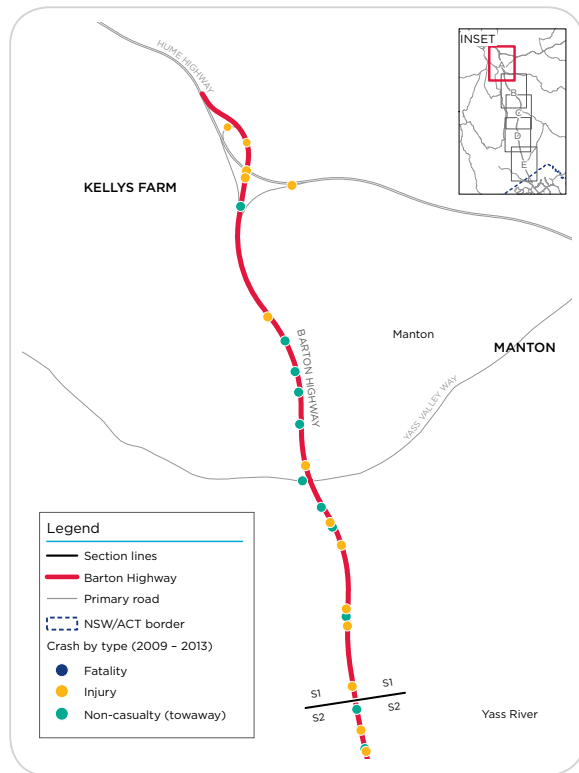 INSET
A
B
C
D
E
HUME HIGHWAY
KELLYS FARM
BARTON HIGHWAY
Manton
MANTON
YASS VALLEY WAY
Legend
Section lines
Barton Highway
Primary road
NSW/ACT border
Crash by type (2009 – 2013)
Fatality
Injury
Non-casualty (towaway)
S1 S1
S2 S2
Yass River